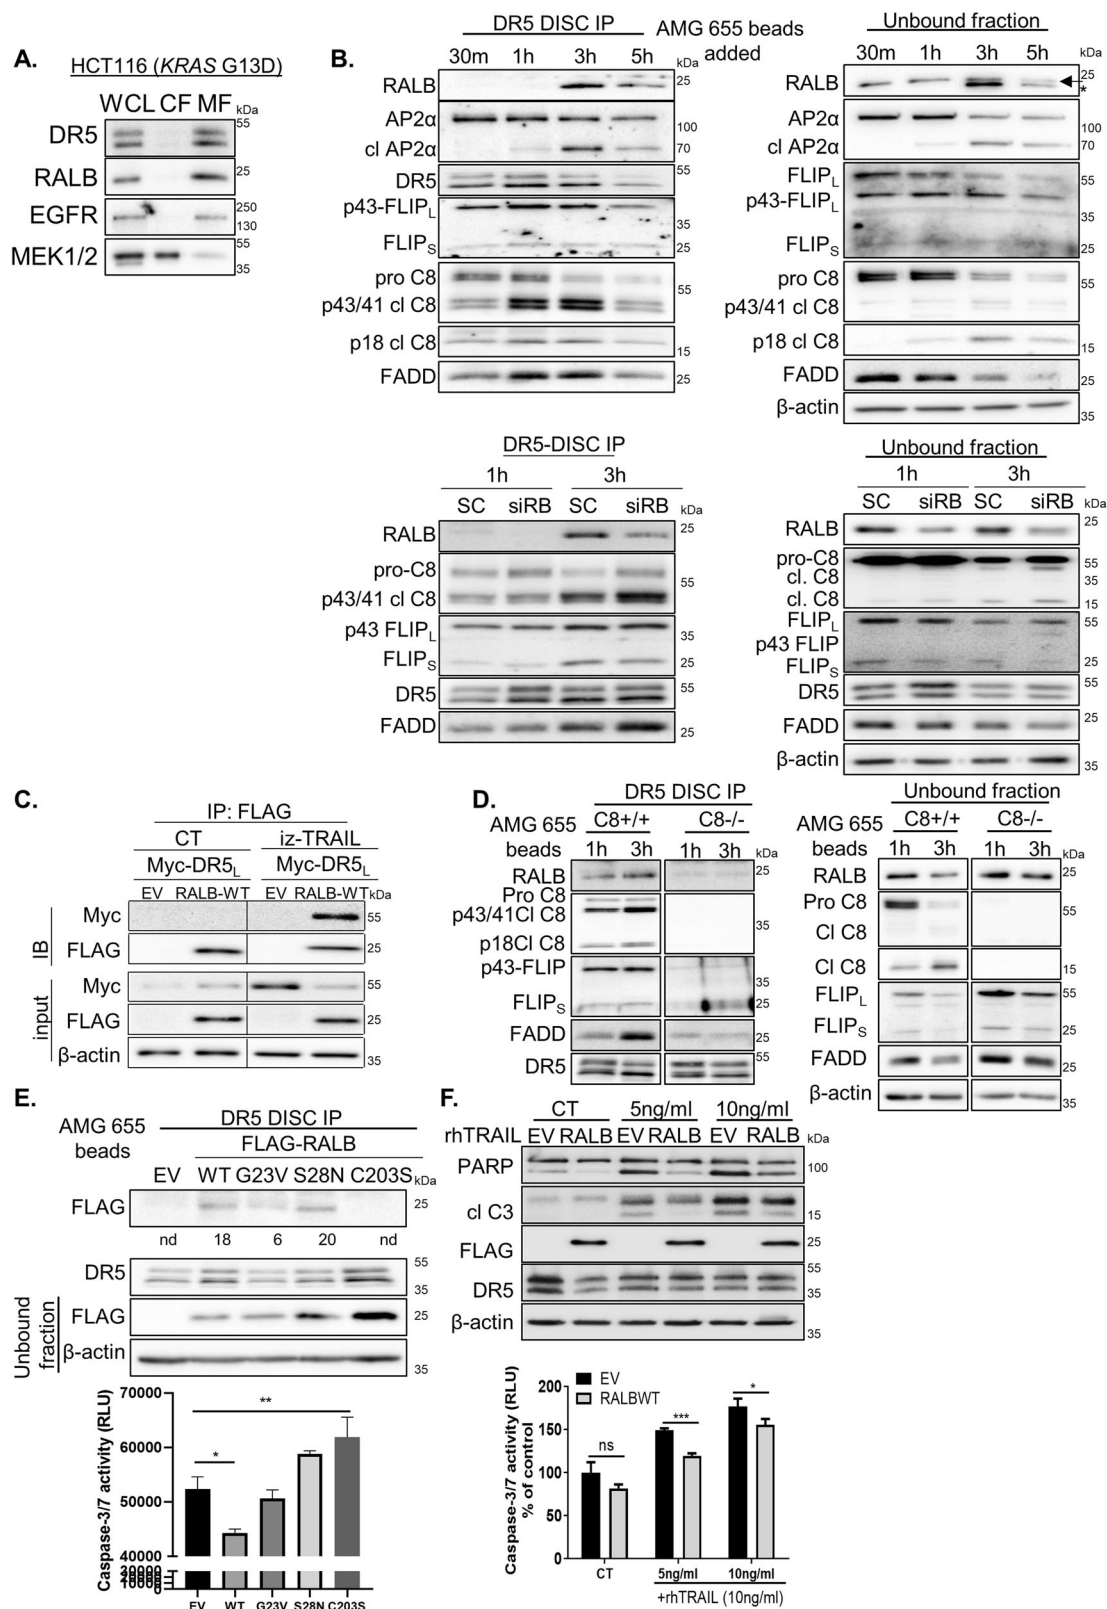 A.
HCT116 (KRAS G13D)
WCL CF MF kDa
DR5 55
RALB 25
EGFR 250
130
MEK1/2 55
35
B.
DR5 DISC IP
AMG 655 beads added
30m 1h 3h 5h
kDa
RALB 25
AP2α 100
cl AP2α 70
DR5 55
p43-FLIPL 35
FLIPS 25
pro C8 55
p43/41 cl C8
p18 cl C8 15
FADD 25
Unbound fraction
30m 1h 3h 5h
kDa
RALB 25
*
AP2α 100
cl AP2α 70
FLIPL 55
p43-FLIPL 35
FLIPS 25
pro C8 55
p43/41 cl C8
p18 cl C8 15
FADD 25
β-actin
DR5-DISC IP
1h 3h
SC siRB SC siRB kDa
RALB 25
pro-C8 55
p43/41 cl C8
p43 FLIPL 35
FLIPS 25
DR5 55
FADD 25
Unbound fraction
1h 3h
SC siRB SC siRB kDa
RALB 25
pro-C8 55
cl. C8 35
cl. C8 15
FLIPL 55
p43 FLIP 35
FLIPS 25
DR5 55
FADD 25
β-actin 35
C.
IP: FLAG
CT iz-TRAIL
Myc-DR5L Myc-DR5L
EV RALB-WT EV RALB-WT kDa
IB
Myc 55
FLAG 25
input
Myc 55
FLAG 25
β-actin 35
D.
DR5 DISC IP
AMG 655 beads
C8+/+ C8-/-
1h 3h 1h 3h kDa
RALB 25
Pro C8
p43/41Cl C8 35
p18Cl C8
p43-FLIP 35
FLIPS 25
FADD 25
DR5 55
Unbound fraction
AMG 655 beads
C8+/+ C8-/-
1h 3h 1h 3h kDa
RALB 25
Pro C8 55
Cl C8
Cl C8 15
FLIPL 55
FLIPS 25
FADD 25
β-actin 35
E.
AMG 655 beads
DR5 DISC IP
FLAG-RALB
EV WT G23V S28N C203S kDa
FLAG 25
nd 18 6 20 nd
DR5 55
35
Unbound fraction
FLAG 25
β-actin 35
Caspase-3/7 activity (RLU)
70000
60000
50000
40000
30000
20000
10000
0
*
**
EV WT G23V S28N C203S
F.
CT 5ng/ml 10ng/ml
rhTRAIL EV RALB EV RALB EV RALB kDa
PARP 100
cl C3 15
FLAG 25
DR5 55
35
β-actin 35
Caspase-3/7 activity (RLU)
% of control
200
150
100
50
0
EV
RALBWT
ns
***
*
CT 5ng/ml 10ng/ml
+rhTRAIL (10ng/ml)